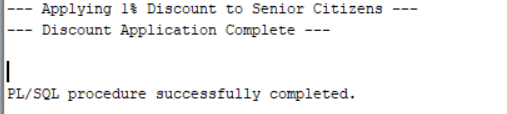 --- Applying 1% Discount to Senior Citizens ---
--- Discount Application Complete ---
PL/SQL procedure successfully completed.